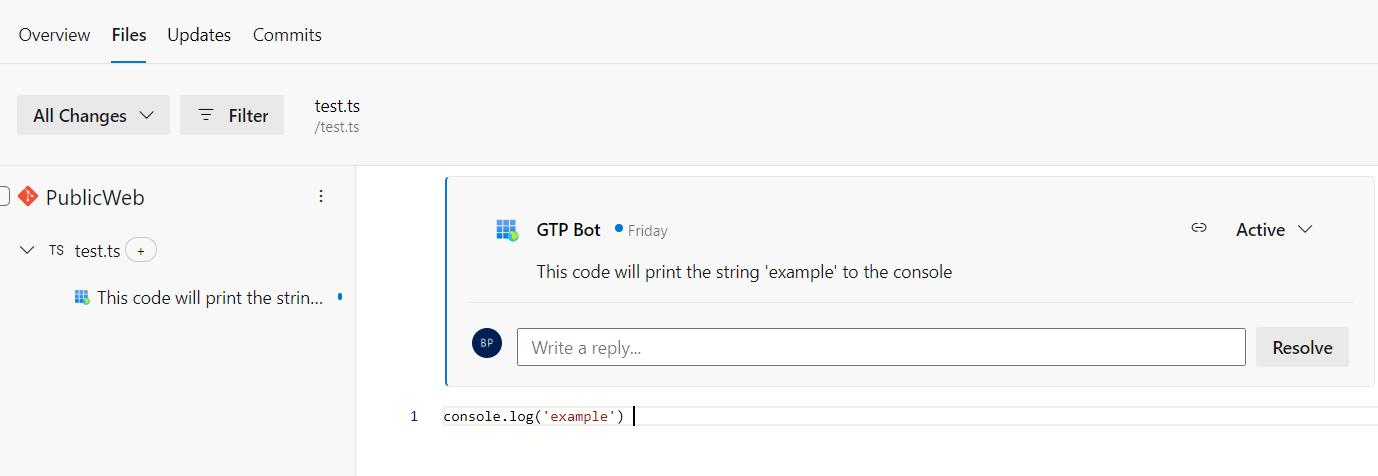 Overview Files Updates Commits
All Changes Filter test.ts
/test.ts
PublicWeb
TS test.ts +
This code will print the strin...
GTP Bot Friday Active
This code will print the string 'example' to the console
BP Write a reply... Resolve
1 console.log('example')